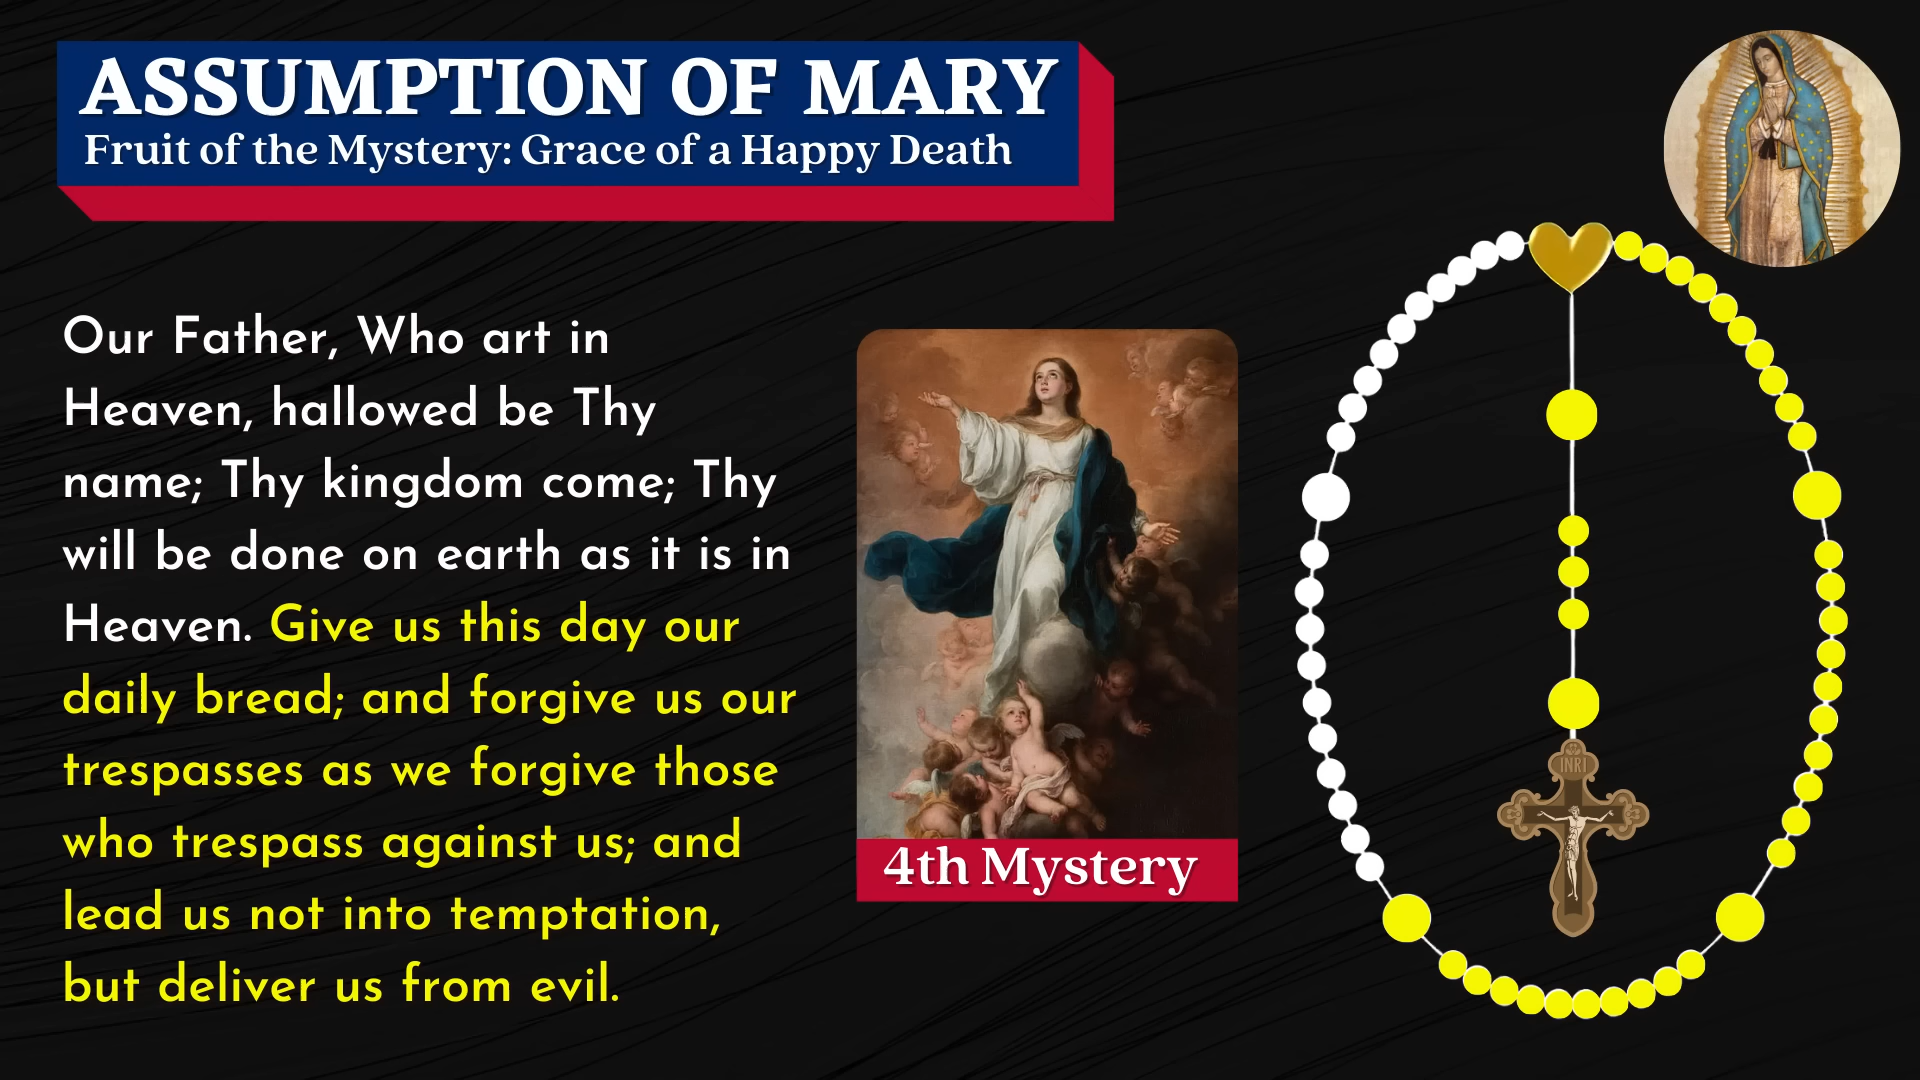 ASSUMPTION OF MARY
Fruit of the Mystery: Grace of a Happy Death
Our Father, Who art in
Heaven, hallowed be Thy
name; Thy kingdom come; Thy
will be done on earth as it is in
Heaven. Give us this day our
daily bread; and forgive us our
trespasses as we forgive those
who trespass against us; and
lead us not into temptation,
but deliver us from evil.
4th Mystery
INRI